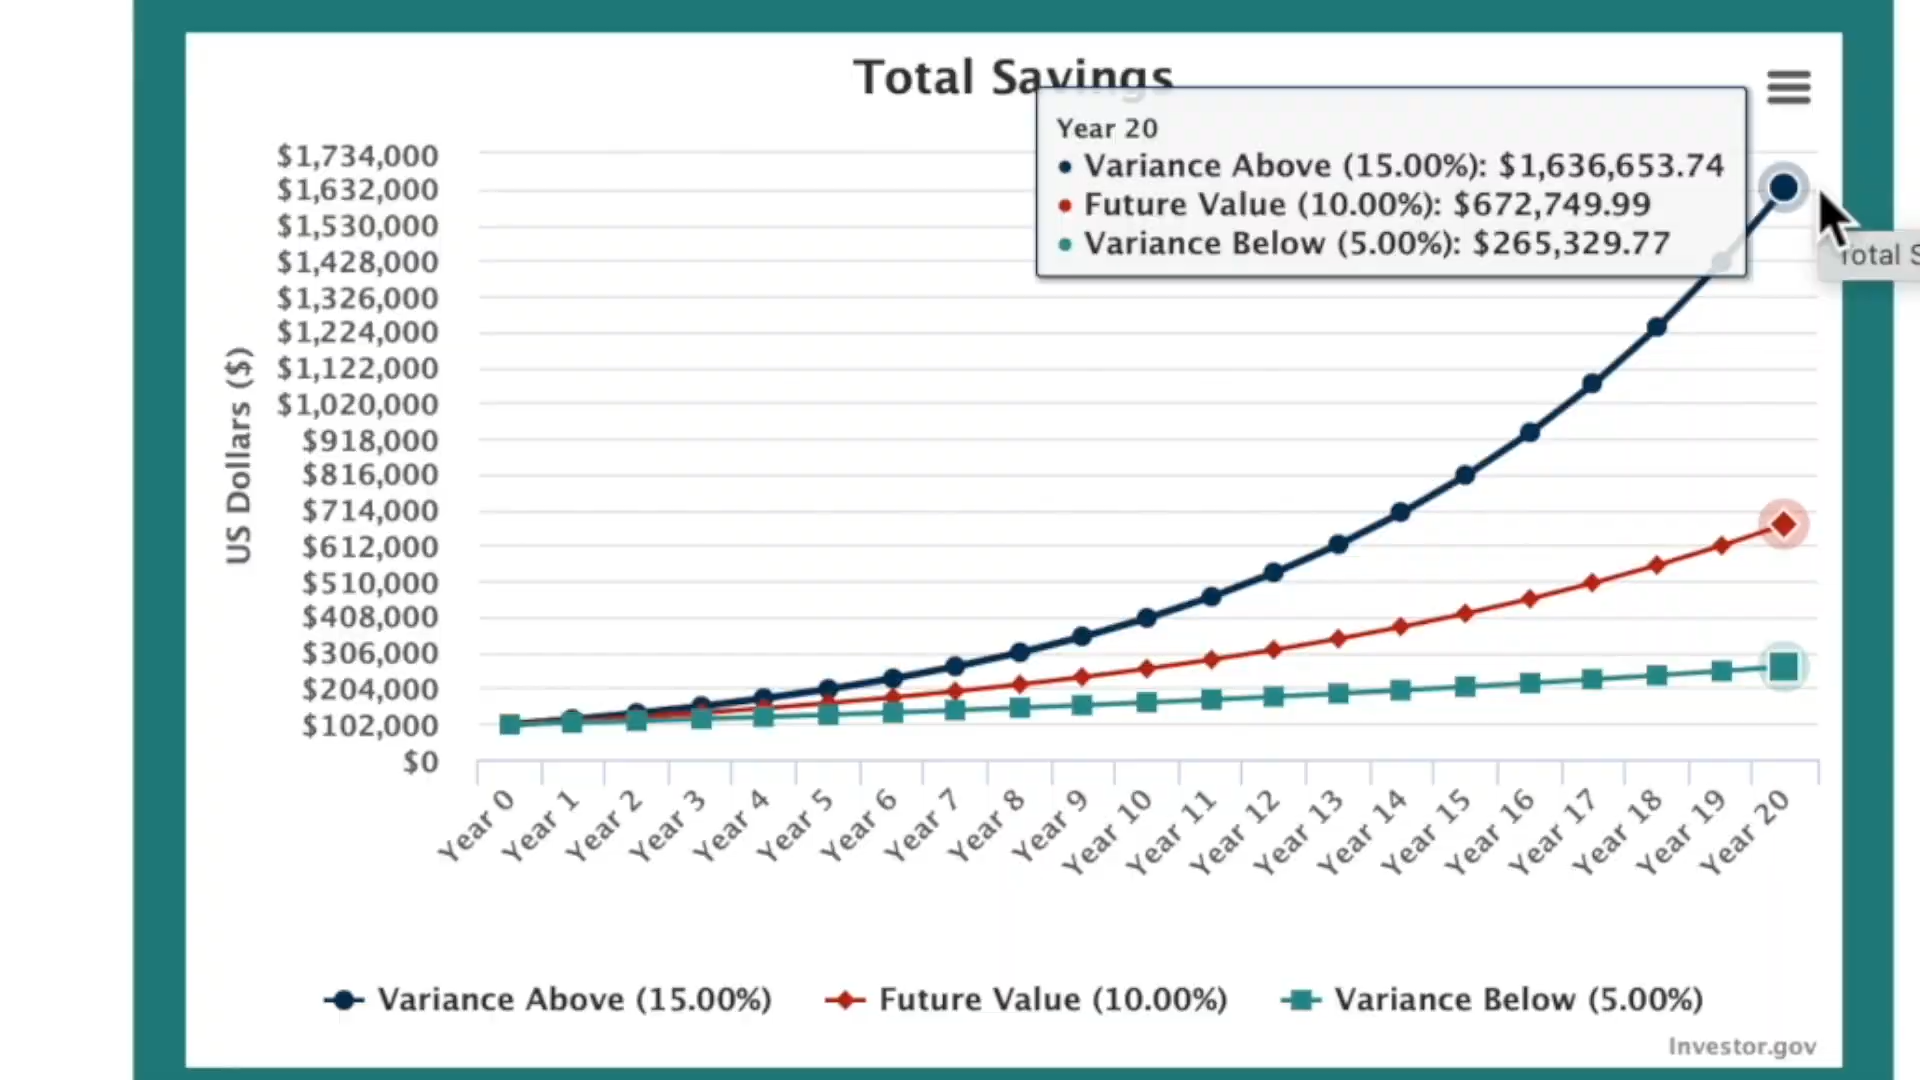 Total Savings
Year 20
Variance Above (15.00%): $1,636,653.74
Future Value (10.00%): $672,749.99
Variance Below (5.00%): $265,329.77
Total S
US Dollars ($)
$1,734,000
$1,632,000
$1,530,000
$1,428,000
$1,326,000
$1,224,000
$1,122,000
$1,020,000
$918,000
$816,000
$714,000
$612,000
$510,000
$408,000
$306,000
$204,000
$102,000
$0
Year 0
Year 1
Year 2
Year 3
Year 4
Year 5
Year 6
Year 7
Year 8
Year 9
Year 10
Year 11
Year 12
Year 13
Year 14
Year 15
Year 16
Year 17
Year 18
Year 19
Year 20
Variance Above (15.00%)
Future Value (10.00%)
Variance Below (5.00%)
Investor.gov